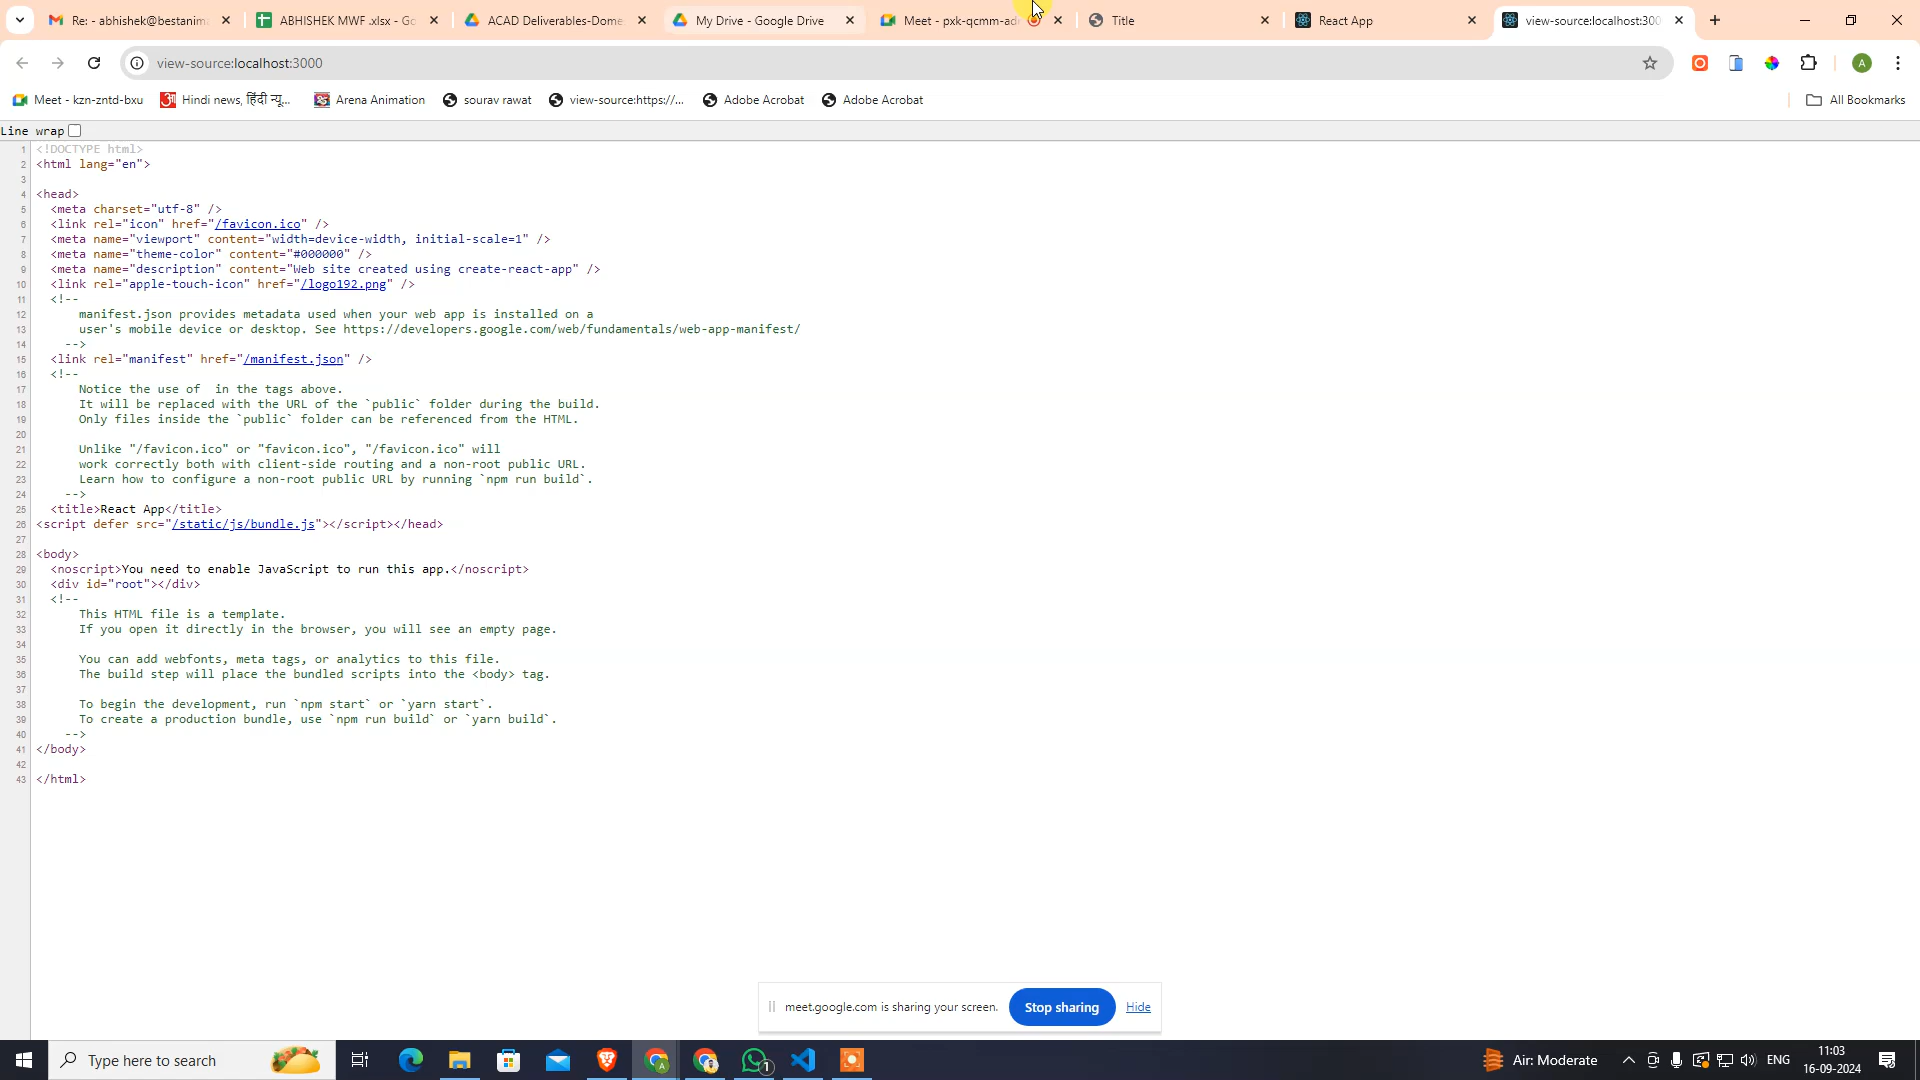 Re: - abhishek@bestanima
ABHISHEK MWF .xlsx - Go
ACAD Deliverables-Dome
My Drive - Google Drive
Meet - pxk-qcmm-adr
Title
React App
view-source:localhost:300
view-source:localhost:3000
A
Meet - kzn-zntd-bxu
Hindi news, हिंदी न्यू...
Arena Animation
sourav rawat
view-source:https://...
Adobe Acrobat
Adobe Acrobat
All Bookmarks
Line wrap
1 <!DOCTYPE html>
2 <html lang="en">
3
4 <head>
5 <meta charset="utf-8" />
6 <link rel="icon" href="/favicon.ico" />
7 <meta name="viewport" content="width=device-width, initial-scale=1" />
8 <meta name="theme-color" content="#000000" />
9 <meta name="description" content="Web site created using create-react-app" />
10 <link rel="apple-touch-icon" href="/logo192.png" />
11 <!--
12 manifest.json provides metadata used when your web app is installed on a
13 user's mobile device or desktop. See https://developers.google.com/web/fundamentals/web-app-manifest/
14 -->
15 <link rel="manifest" href="/manifest.json" />
16 <!--
17 Notice the use of  in the tags above.
18 It will be replaced with the URL of the `public` folder during the build.
19 Only files inside the `public` folder can be referenced from the HTML.
20
21 Unlike "/favicon.ico" or "favicon.ico", "/favicon.ico" will
22 work correctly both with client-side routing and a non-root public URL.
23 Learn how to configure a non-root public URL by running `npm run build`.
24 -->
25 <title>React App</title>
26 <script defer src="/static/js/bundle.js"></script></head>
27
28 <body>
29 <noscript>You need to enable JavaScript to run this app.</noscript>
30 <div id="root"></div>
31 <!--
32 This HTML file is a template.
33 If you open it directly in the browser, you will see an empty page.
34
35 You can add webfonts, meta tags, or analytics to this file.
36 The build step will place the bundled scripts into the <body> tag.
37
38 To begin the development, run `npm start` or `yarn start`.
39 To create a production bundle, use `npm run build` or `yarn build`.
40 -->
41 </body>
42
43 </html>
meet.google.com is sharing your screen.
Stop sharing
Hide
Type here to search
A
1
Air: Moderate
ENG
11:03
16-09-2024